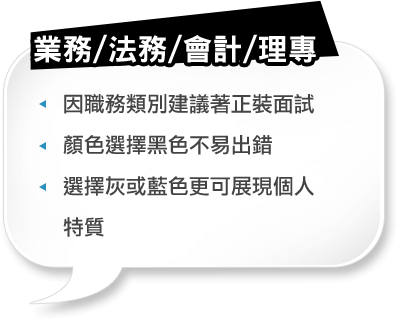 業務/法務/會計/理專
因職務類別建議著正裝面試
顏色選擇黑色不易出錯
選擇灰或藍色更可展現個人
特質